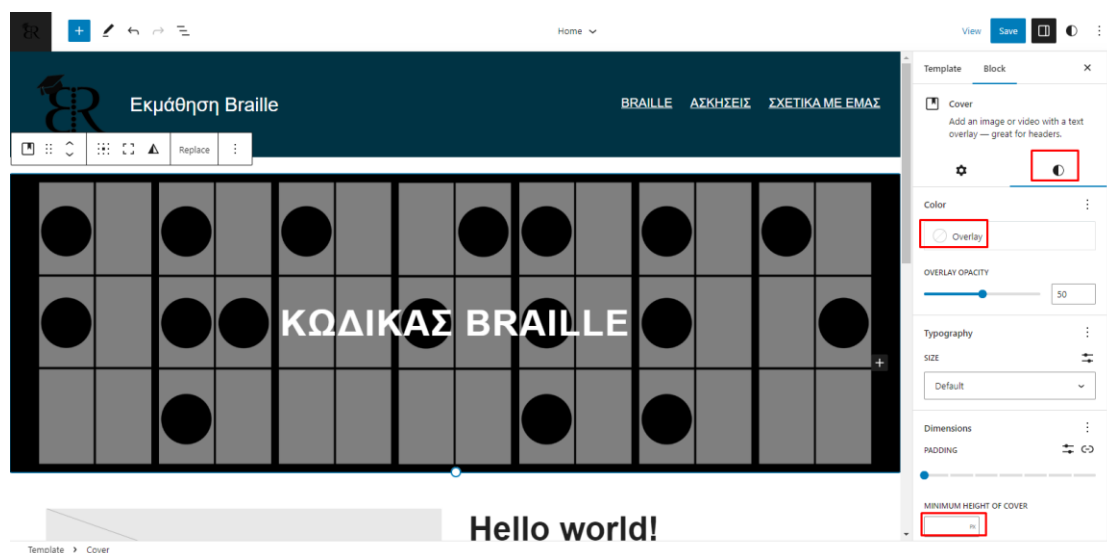 Home
View
Save
Εκμάθηση Braille
BRAILLE
ΑΣΚΗΣΕΙΣ
ΣΧΕΤΙΚΑ ΜΕ ΕΜΑΣ
Replace
ΚΩΔΙΚΑΣ BRAILLE
Hello world!
Template > Cover
Template
Block
Cover
Add an image or video with a text
overlay — great for headers.
Color
Overlay
OVERLAY OPACITY
50
Typography
SIZE
Default
Dimensions
PADDING
MINIMUM HEIGHT OF COVER